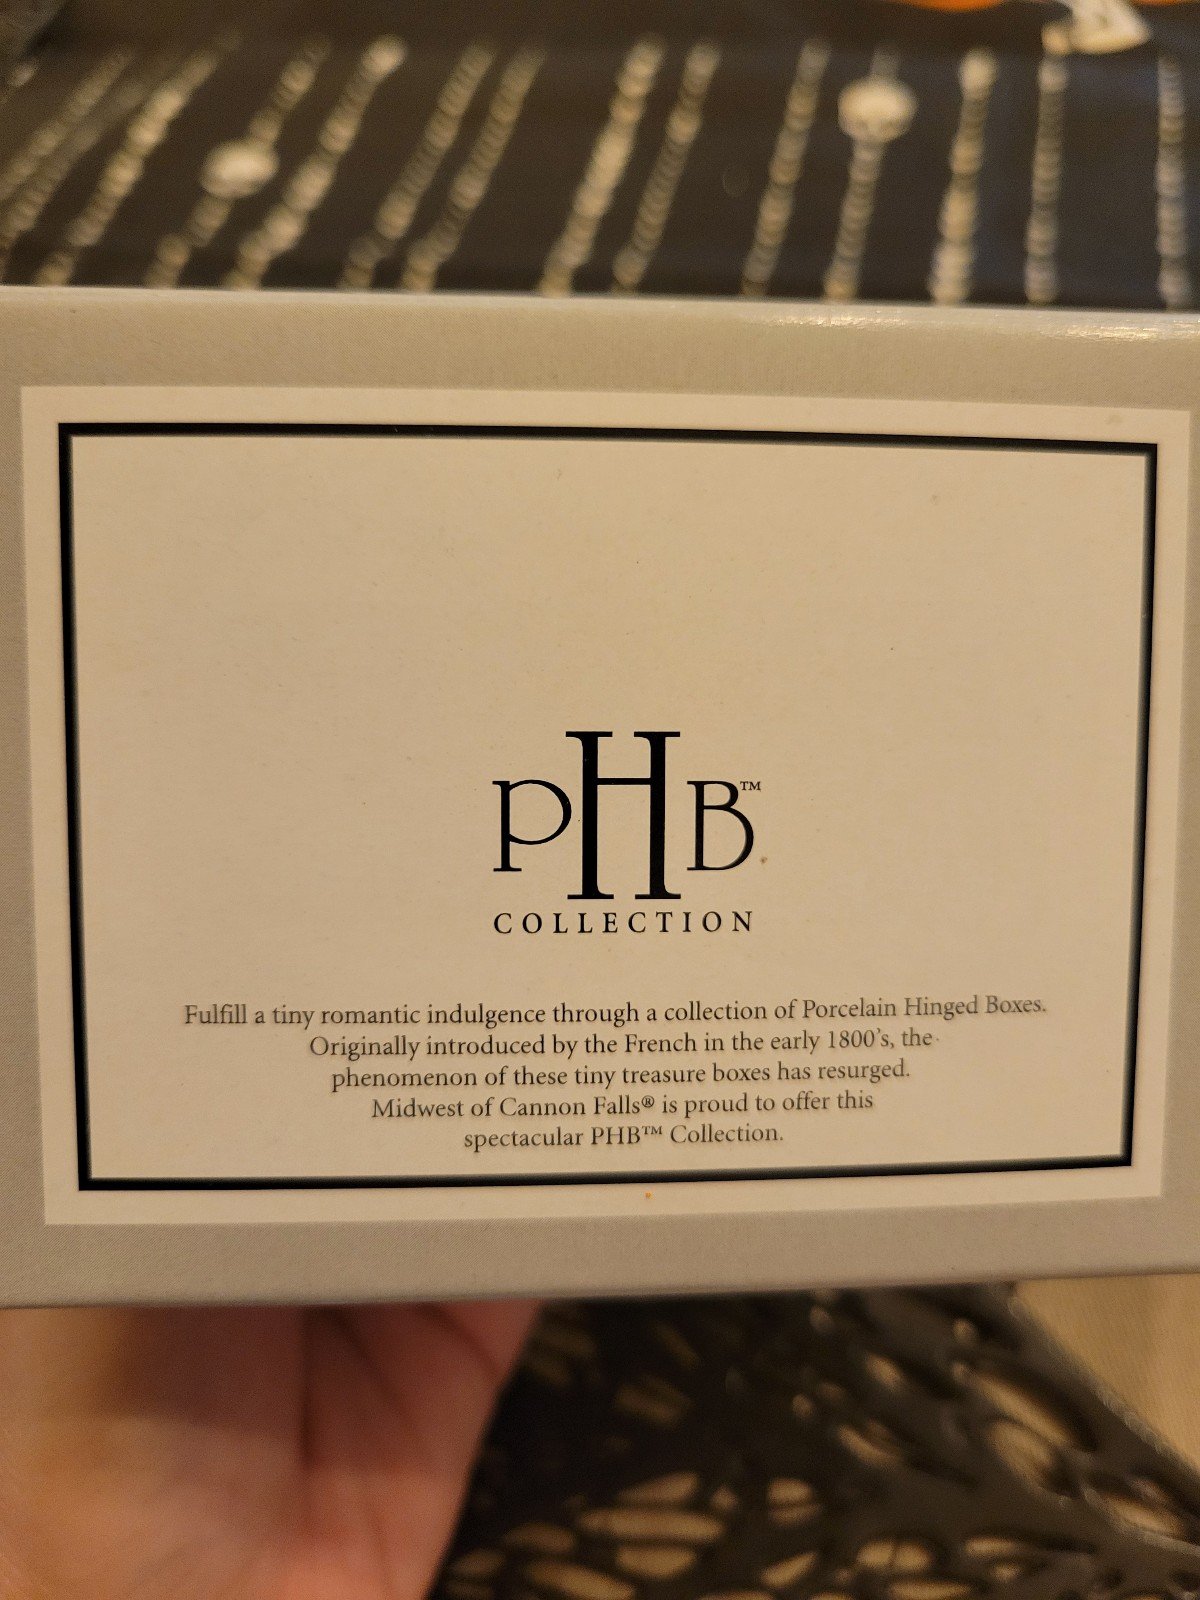 PHB™
COLLECTION
Fulfill a tiny romantic indulgence through a collection of Porcelain Hinged Boxes.
Originally introduced by the French in the early 1800's, the
phenomenon of these tiny treasure boxes has resurged.
Midwest of Cannon Falls® is proud to offer this
spectacular PHB™ Collection.